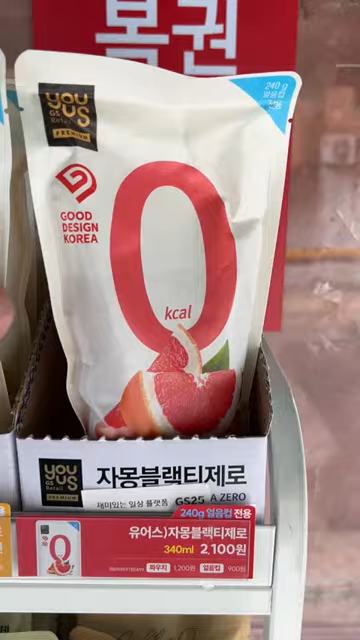 복권
YOU
US
GS
Retail
PREMIUM
240 g
얼음컵
전용
GOOD
DESIGN
KOREA
0
kcal
YOU
US
GS
Retail
PREMIUM
자몽블랙티제로
재미있는 일상 플랫폼 GS25 A ZERO
240g 얼음컵 전용
유어스)자몽블랙티제로
340ml 2,100원
파우치 1,200원 얼음컵 900원